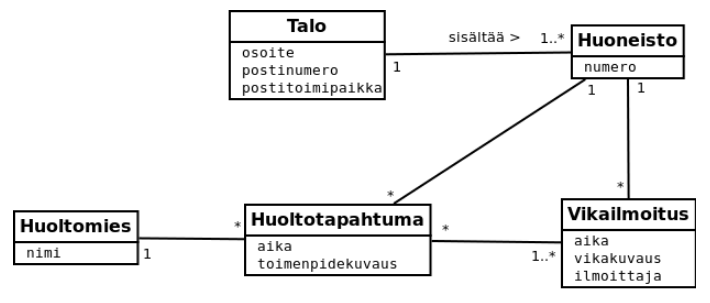 Talo
osoite
postinumero
postitoimipaikka
sisältää >
1..*
1
Huoneisto
numero
1
1
*
*
Huoltomies
nimi
1
*
Huoltotapahtuma
aika
toimenpidekuvaus
*
1..*
Vikailmoitus
aika
vikakuvaus
ilmoittaja